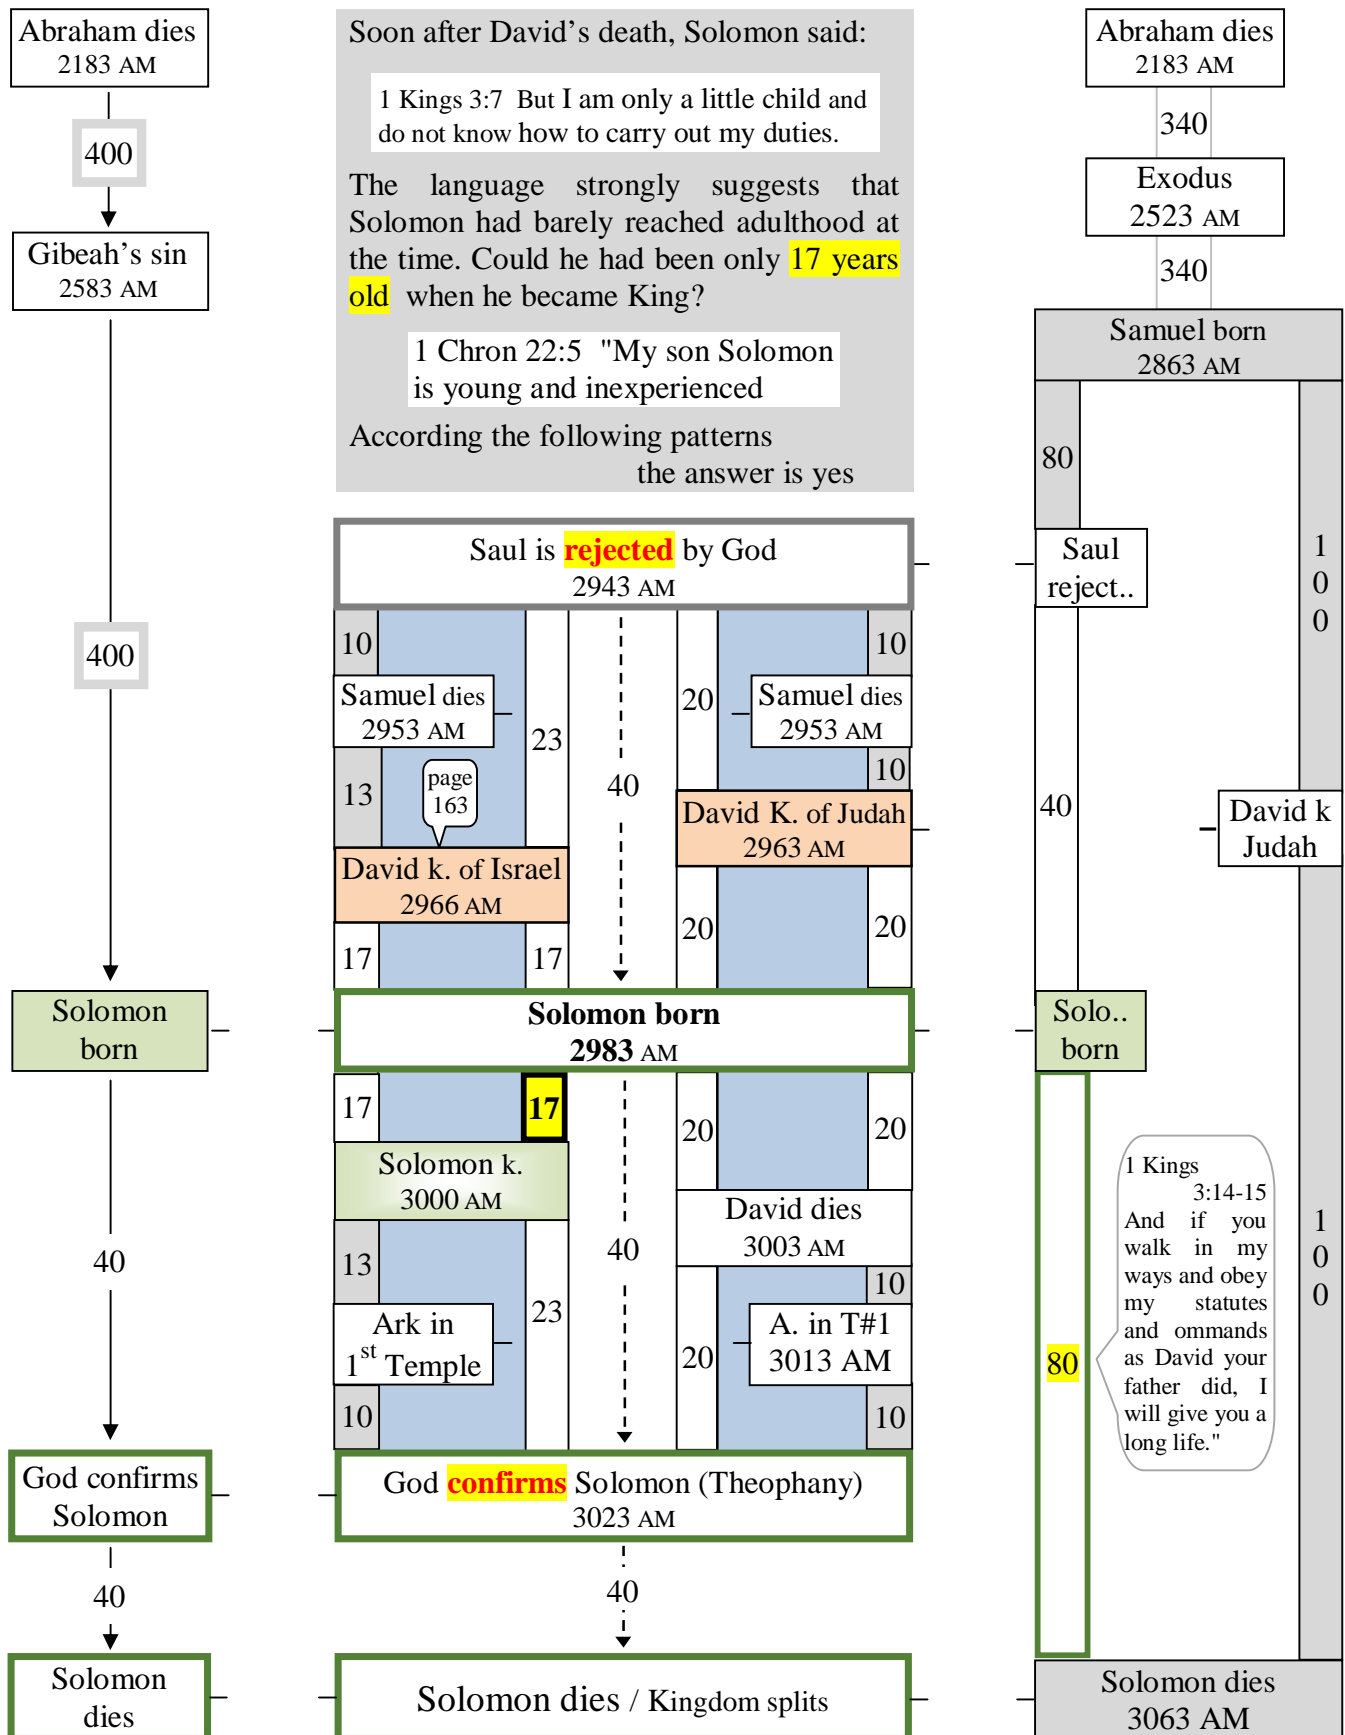 Abraham dies
2183 AM
400
Gibeah’s sin
2583 AM
400
Solomon
born
40
God confirms
Solomon
40
Solomon
dies
Soon after David’s death, Solomon said:
1 Kings 3:7  But I am only a little child and
do not know how to carry out my duties.
The language strongly suggests that
Solomon had barely reached adulthood at
the time. Could he had been only 17 years
old  when he became King?
1 Chron 22:5  "My son Solomon
is young and inexperienced
According the following patterns
the answer is yes
Saul is rejected by God
2943 AM
10
Samuel dies
2953 AM
13
page
163
23
David k. of Israel
2966 AM
17
17
40
20
10
Samuel dies
2953 AM
10
David K. of Judah
2963 AM
20
20
Solomon born
2983 AM
17
17
Solomon k.
3000 AM
13
Ark in
1st Temple
23
10
40
20
20
David dies
3003 AM
10
A. in T#1
3013 AM
20
10
God confirms Solomon (Theophany)
3023 AM
40
Solomon dies / Kingdom splits
Abraham dies
2183 AM
340
Exodus
2523 AM
340
Samuel born
2863 AM
80
Saul
reject..
1
0
0
40
David k
Judah
Solo..
born
80
1 Kings
3:14-15
And if you
walk in my
ways and obey
my statutes
and ommands
as David your
father did, I
will give you a
long life."
1
0
0
Solomon dies
3063 AM